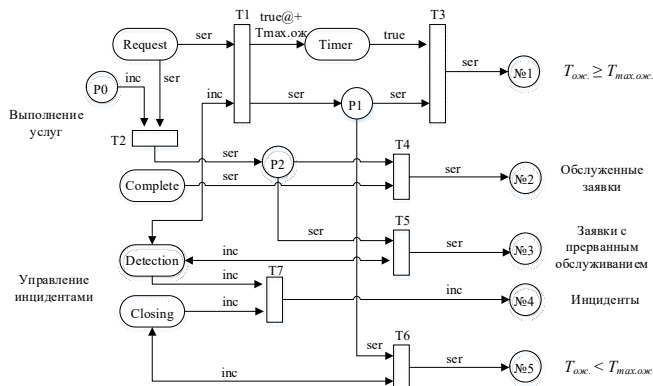 T1
true@+
Tmax.ож
T3
Request
ser
Timer
true
ser
№1
Tож. ≥ Tmax.ож.
P0
inc
ser
inc
ser
P1
ser
Выполнение
услуг
T2
ser
P2
ser
T4
ser
№2
Обслуженные
заявки
Complete
ser
ser
T5
ser
№3
Заявки с
прерванным
обслуживанием
Detection
inc
inc
T7
Управление
инцидентами
inc
№4
Инциденты
Closing
inc
ser
T6
ser
№5
Tож. < Tmax.ож
inc